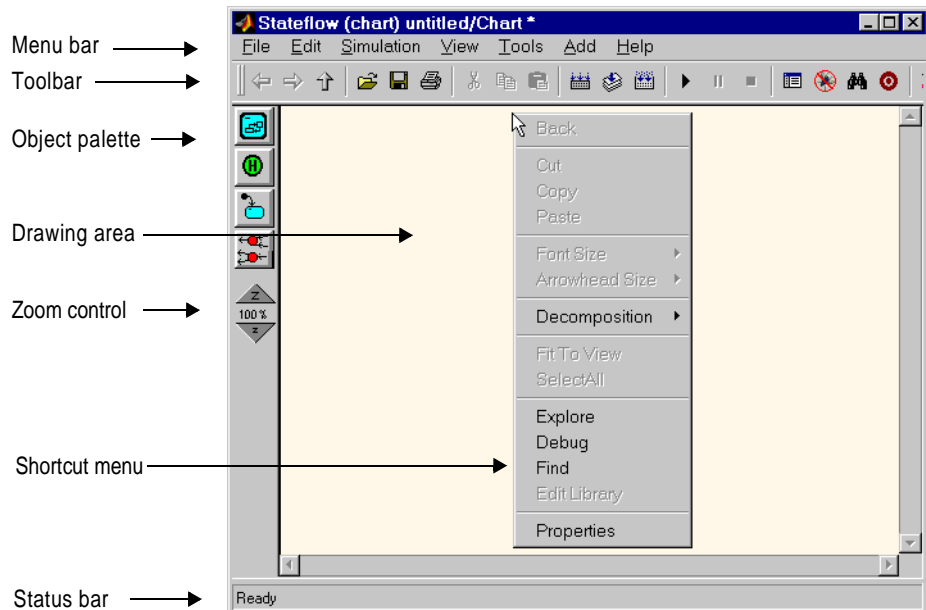 Stateflow (chart) untitled/Chart *
Menu bar
File Edit Simulation View Tools Add Help
Toolbar
Object palette
Back
H
Cut
Copy
Paste
Drawing area
Font Size
Arrowhead Size
Z
Zoom control
100 %
Decomposition
z
Fit To View
SelectAll
Explore
Debug
Shortcut menu
Find
Edit Library
Properties
Status bar
Ready